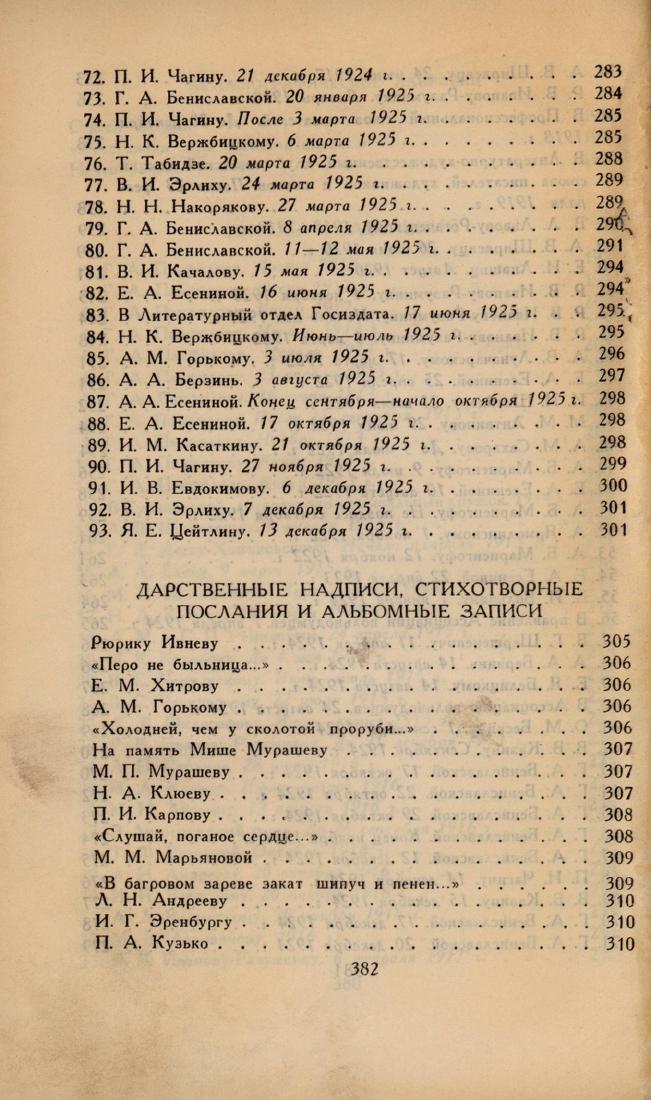 72. П. И. Чагину. 21 декабря 1924 г. . . . . . . . . . 283
73. Г. А. Бениславской. 20 января 1925 г. . . . . . . . 284
74. П. И. Чагину. После 3 марта 1925 г. . . . . . . . . 285
75. Н. К. Вержбицкому. 6 марта 1925 г. . . . . . . . . 285
76. Т. Табидзе. 20 марта 1925 г. . . . . . . . . . . 288
77. В. И. Эрлиху. 24 марта 1925 г. . . . . . . . . . 289
78. Н. Н. Накорякову. 27 марта 1925 г. . . . . . . . . 289
79. Г. А. Бениславской. 8 апреля 1925 г. . . . . . . . 290
80. Г. А. Бениславской. 11—12 мая 1925 г. . . . . . . . 291
81. В. И. Качалову. 15 мая 1925 г. . . . . . . . . . 294
82. Е. А. Есениной. 16 июня 1925 г. . . . . . . . . . 294
83. В Литературный отдел Госиздата. 17 июня 1925 г. . . . . 295
84. Н. К. Вержбицкому. Июнь—июль 1925 г. . . . . . . . 295
85. А. М. Горькому. 3 июля 1925 г. . . . . . . . . . 296
86. А. А. Берзинь. 3 августа 1925 г. . . . . . . . . . 297
87. А. А. Есениной. Конец сентября—начало октября 1925 г. 298
88. Е. А. Есениной. 17 октября 1925 г. . . . . . . . . 298
89. И. М. Касаткину. 21 октября 1925 г. . . . . . . . . 298
90. П. И. Чагину. 27 ноября 1925 г. . . . . . . . . . 299
91. И. В. Евдокимову. 6 декабря 1925 г. . . . . . . . . 300
92. В. И. Эрлиху. 7 декабря 1925 г. . . . . . . . . . 301
93. Я. Е. Цейтлину. 13 декабря 1925 г. . . . . . . . . 301
ДАРСТВЕННЫЕ НАДПИСИ, СТИХОТВОРНЫЕ
ПОСЛАНИЯ И АЛЬБОМНЫЕ ЗАПИСИ
Рюрику Ивневу . . . . . . . . . . . . . . . . 305
«Перо не быльница...» . . . . . . . . . . . . . . 306
Е. М. Хитрову . . . . . . . . . . . . . . . . 306
А. М. Горькому . . . . . . . . . . . . . . . . 306
«Холодней, чем у сколотой проруби...» . . . . . . . . 306
На память Мише Мурашеву . . . . . . . . . . . . 307
М. П. Мурашеву . . . . . . . . . . . . . . . . 307
Н. А. Клюеву . . . . . . . . . . . . . . . . . 307
П. И. Карпову . . . . . . . . . . . . . . . . . 308
«Слушай, поганое сердце...» . . . . . . . . . . . . 308
М. М. Марьяновой . . . . . . . . . . . . . . . 309
«В багровом зареве закат шипуч и пенен...» . . . . . . 309
Л. Н. Андрееву . . . . . . . . . . . . . . . . 310
И. Г. Эренбургу . . . . . . . . . . . . . . . . 310
П. А. Кузько . . . . . . . . . . . . . . . . . 310
382